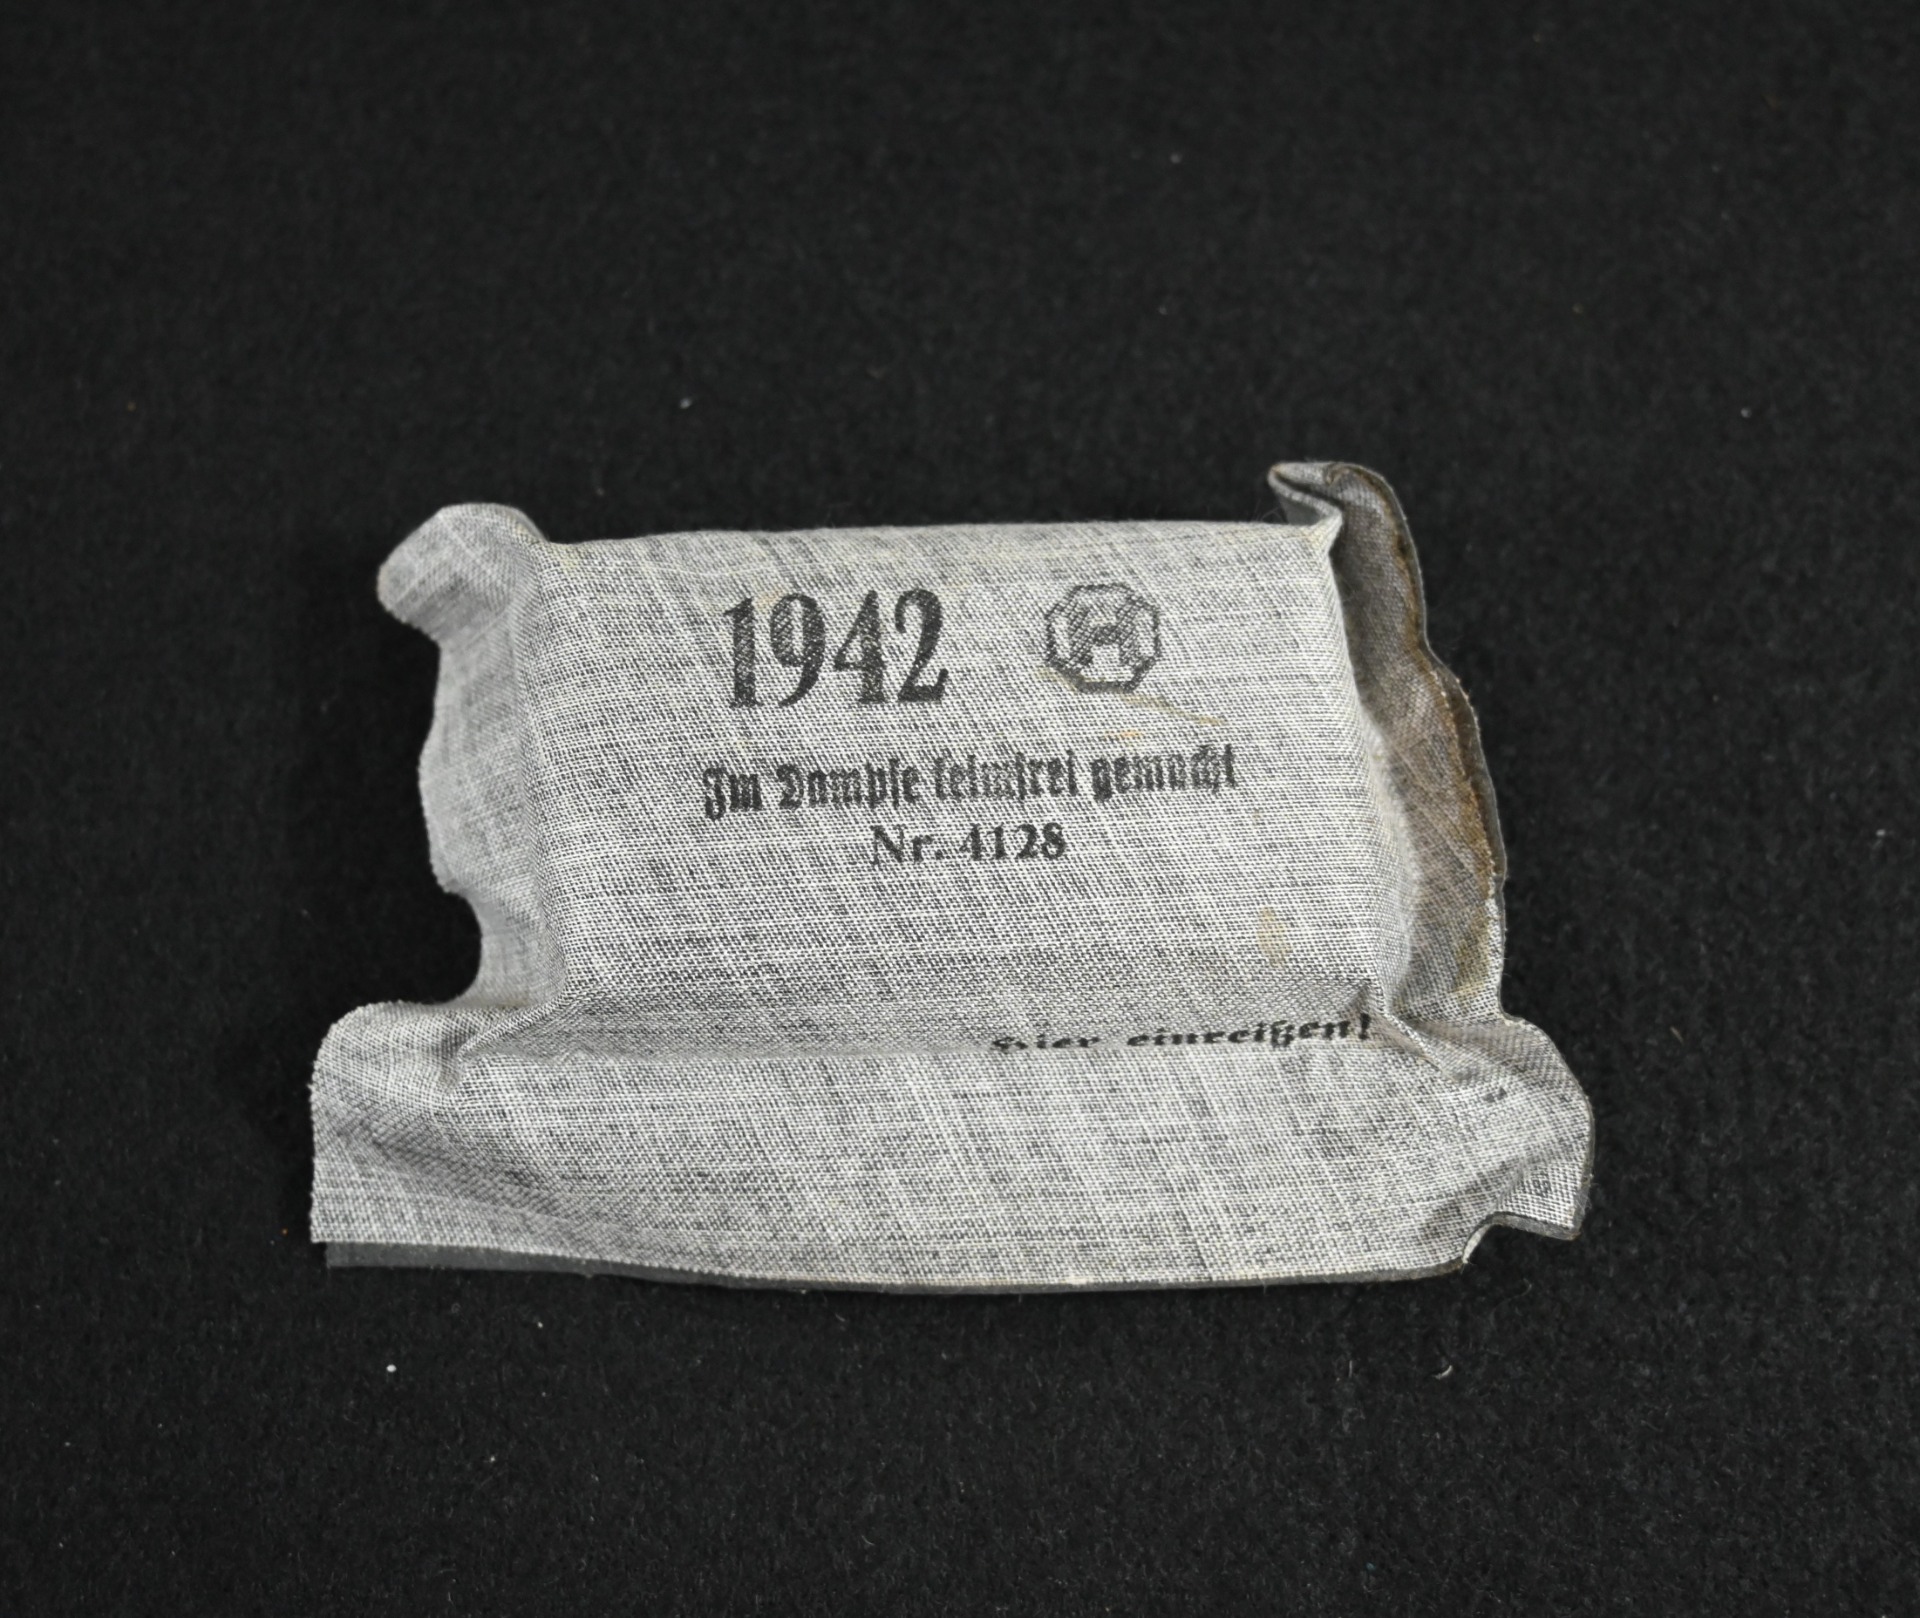 1942 H
Im Dampfe keimfrei gemacht
Nr. 4128
Hier einreißen!